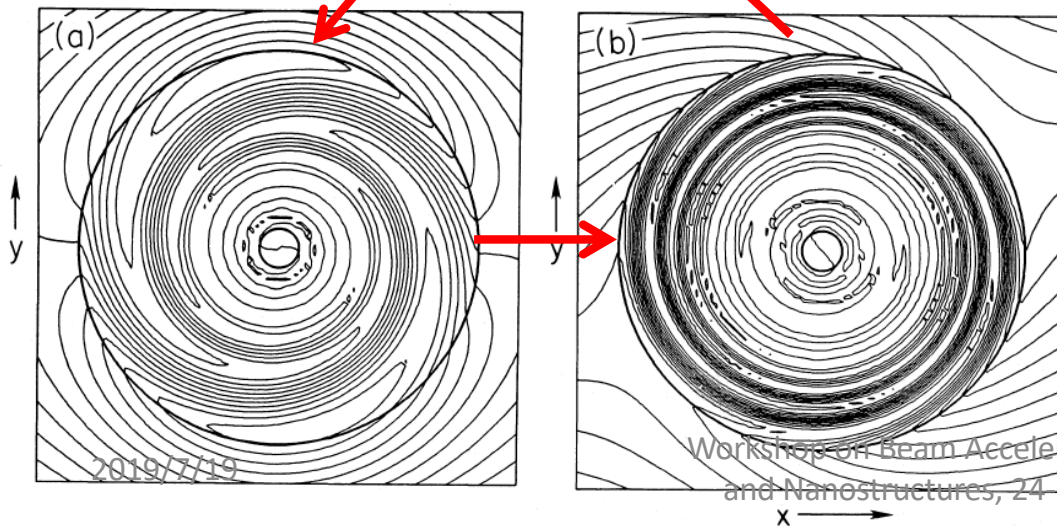 (a)
(b)
y
y
2019/7/19
Workshop on Beam Accele
and Nanostructures, 24
x